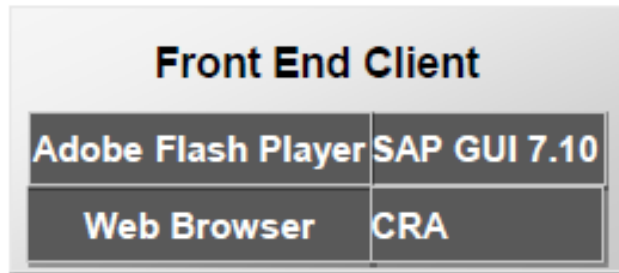 Front End Client
Adobe Flash Player SAP GUI 7.10
Web Browser CRA